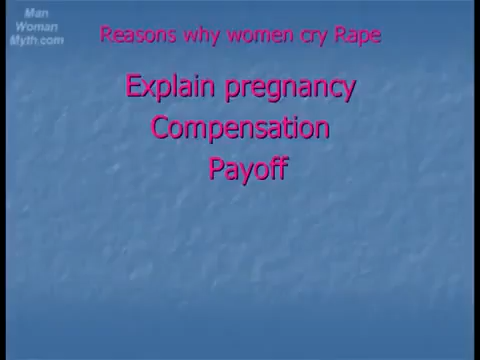 Man
Woman
Myth.com
Reasons why women cry Rape
Explain pregnancy
Compensation
Payoff